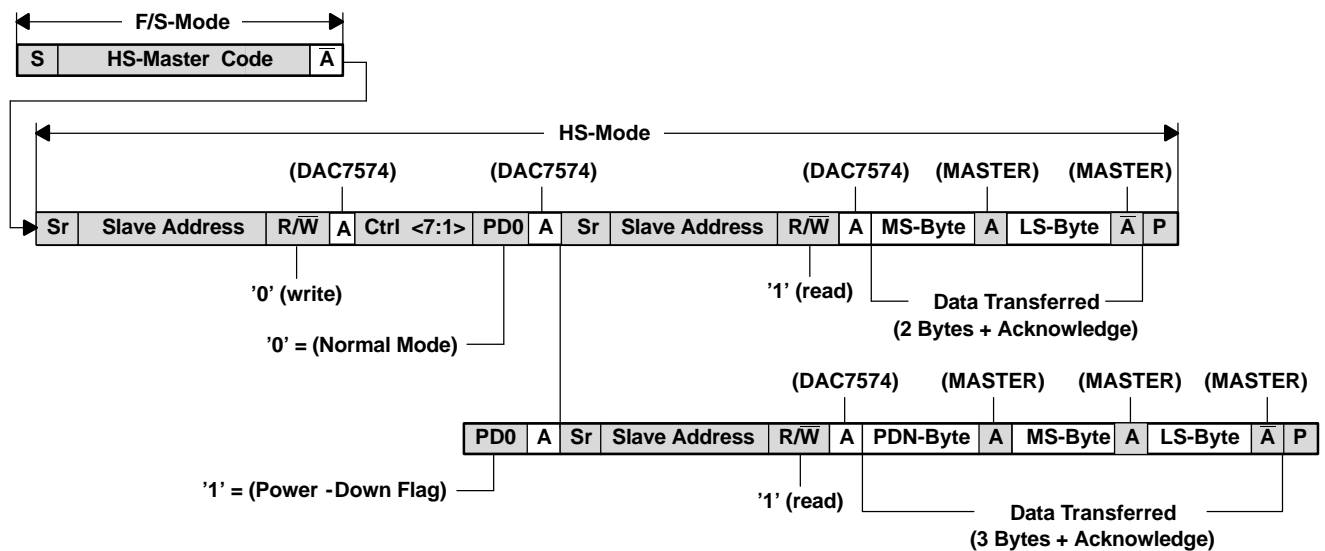 F/S-Mode
S HS-Master Code A̅
HS-Mode
(DAC7574) (DAC7574) (DAC7574) (MASTER) (MASTER)
Sr Slave Address R/W̅ A Ctrl <7:1> PD0 A Sr Slave Address R/W̅ A MS-Byte A LS-Byte A̅ P
’0’ (write) ’1’ (read) Data Transferred
(2 Bytes + Acknowledge)
’0’ = (Normal Mode)
(DAC7574) (MASTER) (MASTER) (MASTER)
PD0 A Sr Slave Address R/W̅ A PDN-Byte A MS-Byte A LS-Byte A̅ P
’1’ = (Power -Down Flag) ’1’ (read) Data Transferred
(3 Bytes + Acknowledge)